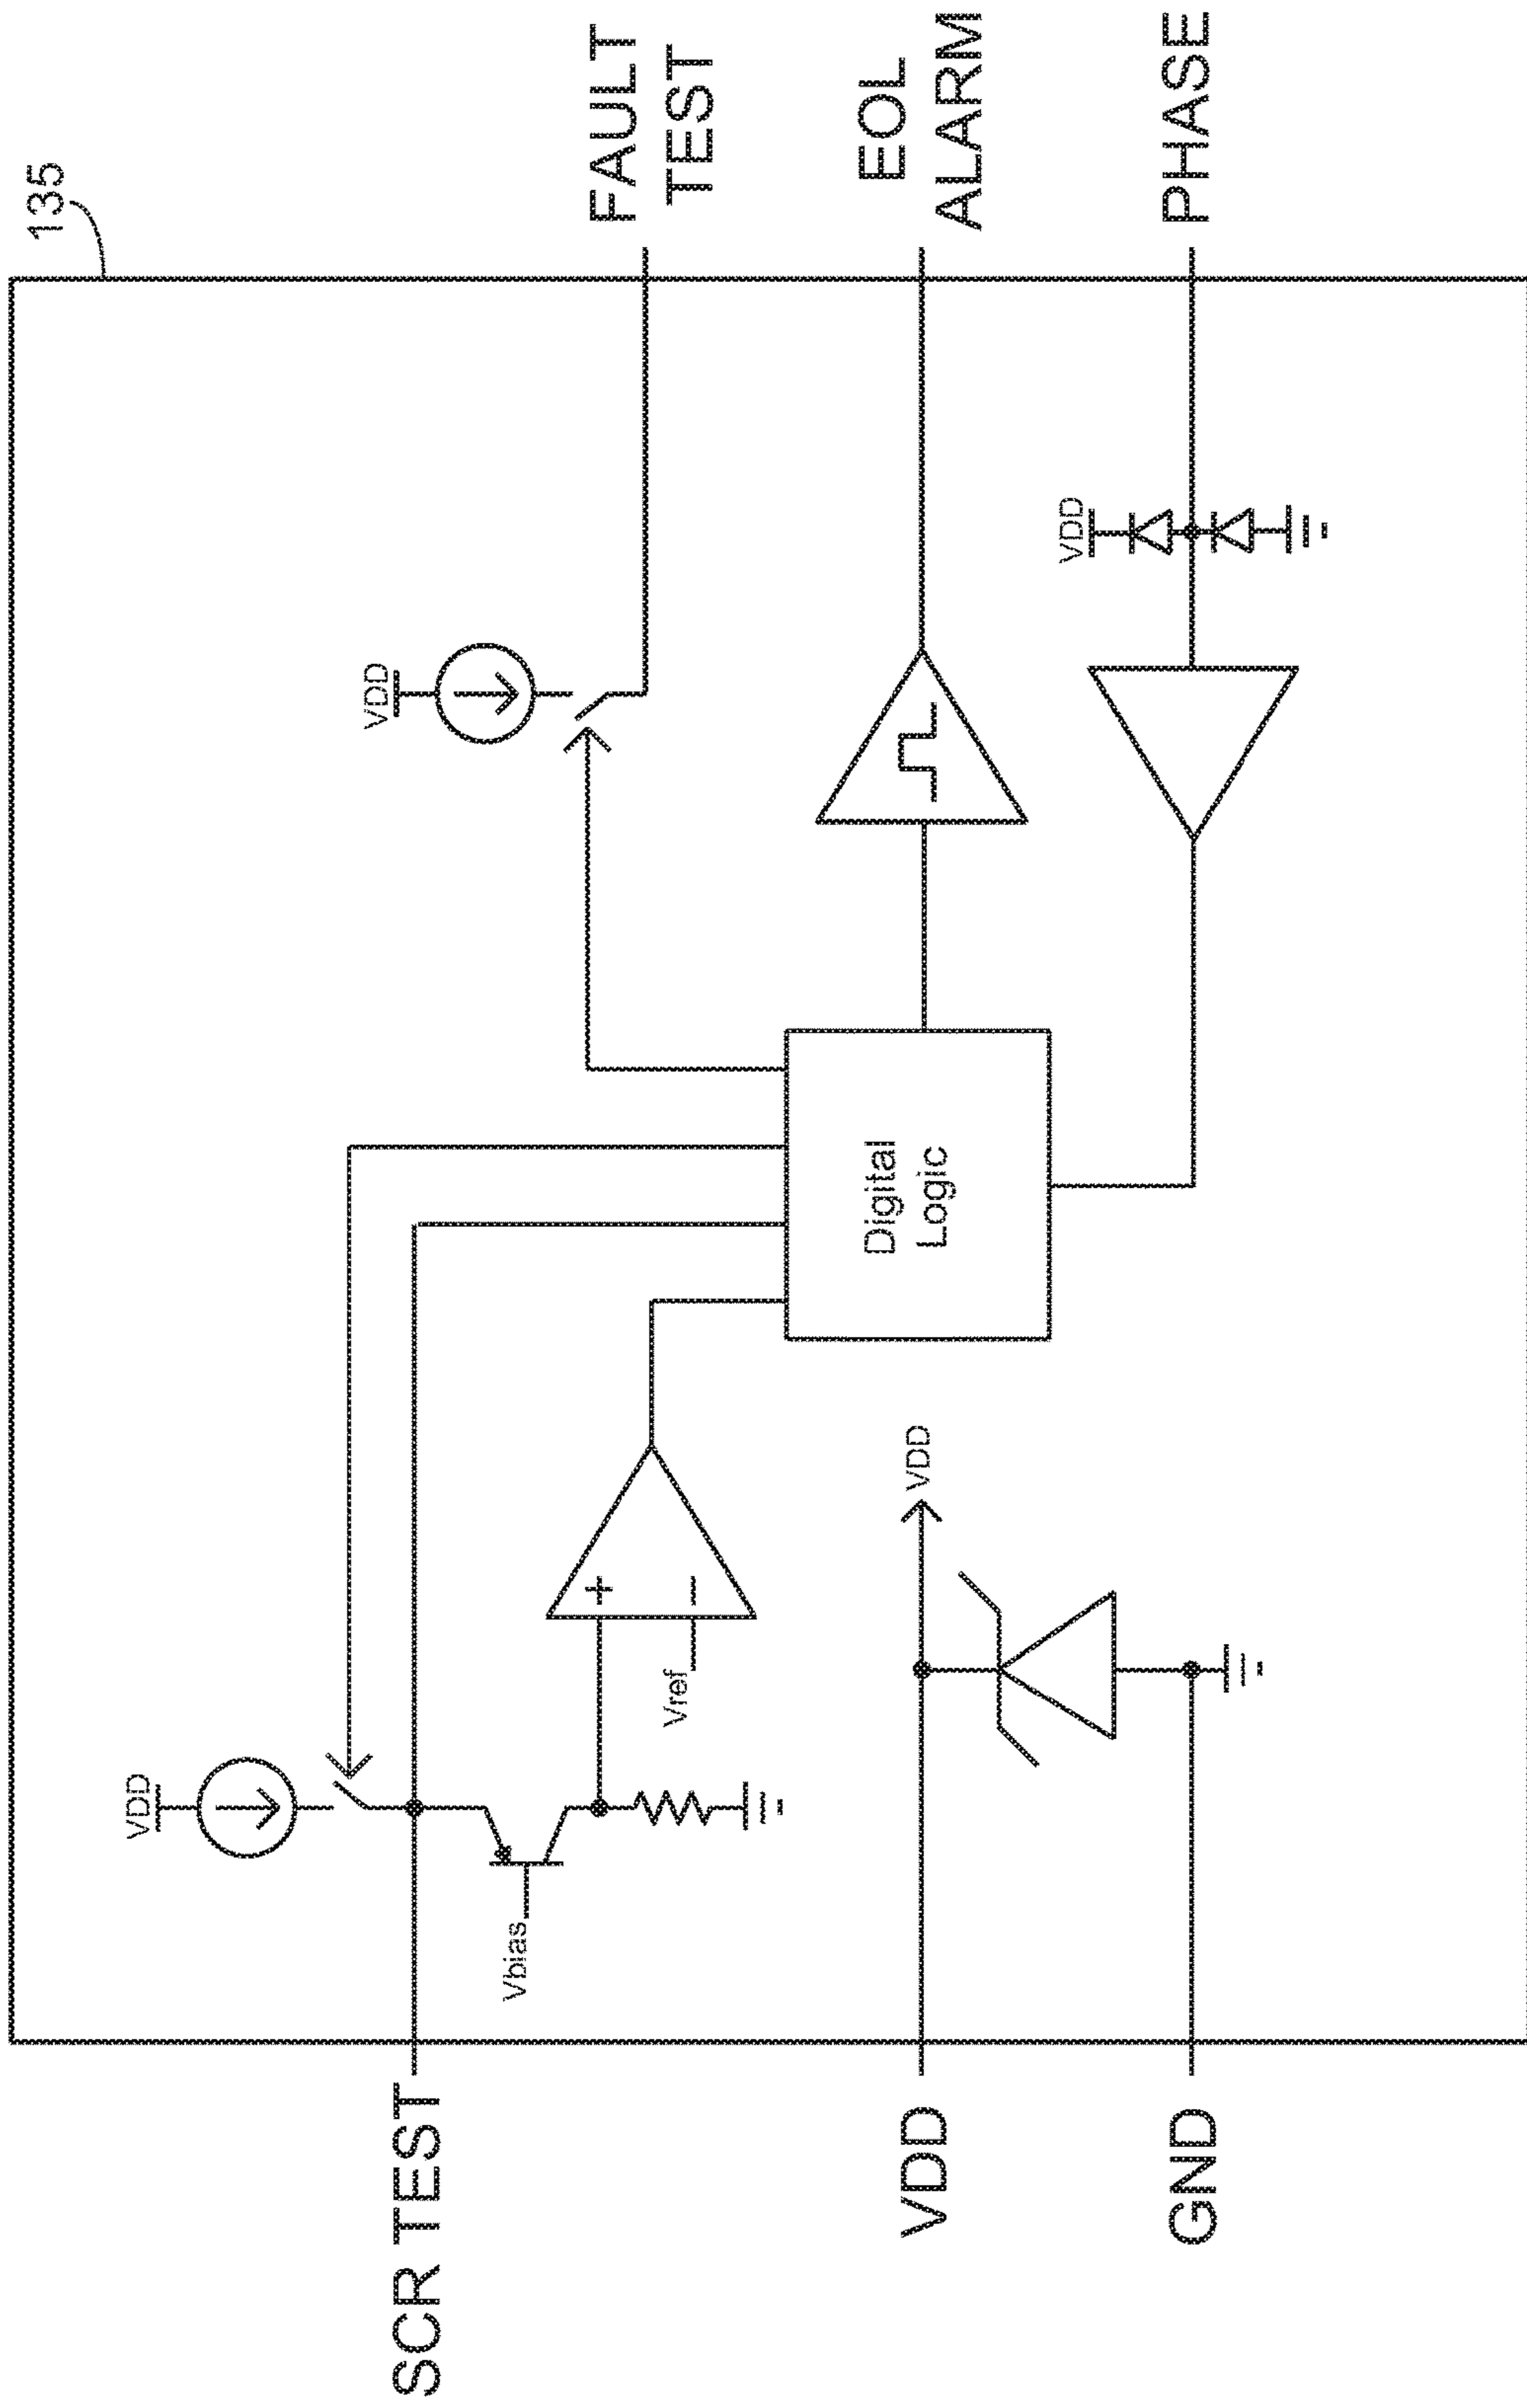 135
VDD
VDD
SCR TEST
FAULT
TEST
Vbias
Vref
+
−
Digital
Logic
VDD
VDD
EOL
ALARM
VDD
GND
PHASE